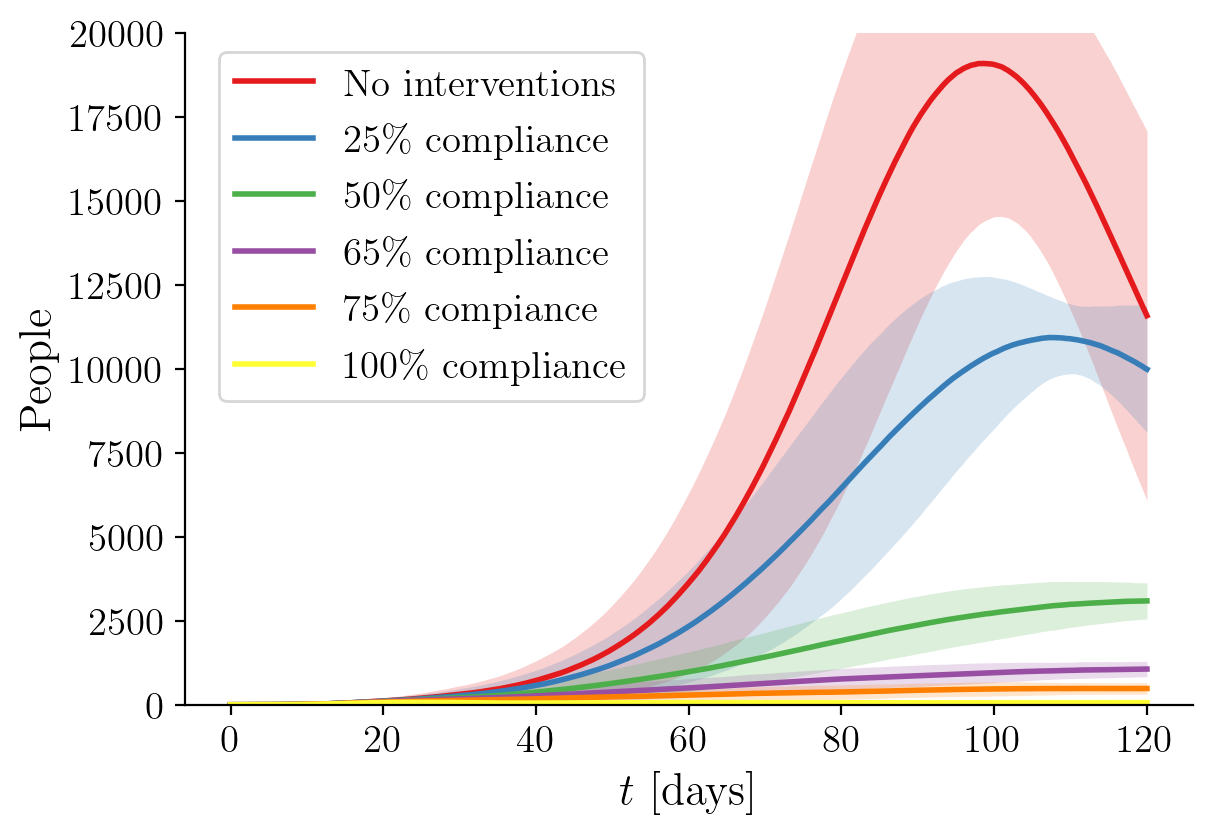 20000
17500
15000
12500
10000
7500
5000
2500
0
People
No interventions
25% compliance
50% compliance
65% compliance
75% compiance
100% compliance
0 20 40 60 80 100 120
t [days]